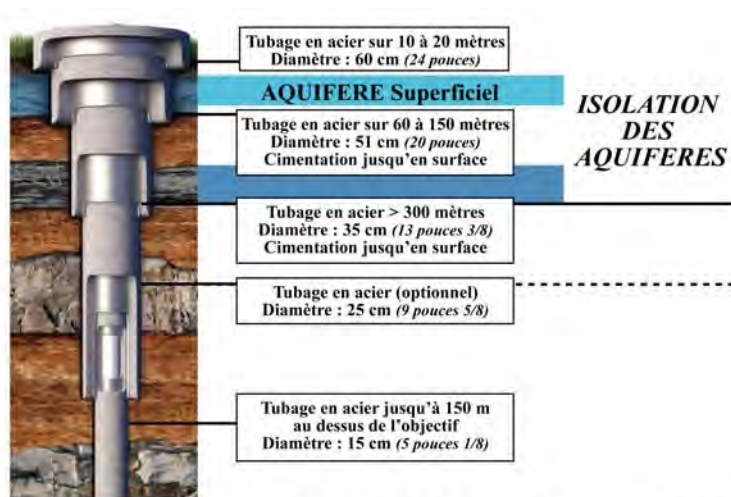 Tubage en acier sur 10 à 20 mètres
Diamètre : 60 cm (24 pouces)
AQUIFERE Superficiel
Tubage en acier sur 60 à 150 mètres
Diamètre : 51 cm (20 pouces)
Cimentation jusqu'en surface
ISOLATION
DES
AQUIFERES
Tubage en acier > 300 mètres
Diamètre : 35 cm (13 pouces 3/8)
Cimentation jusqu'en surface
Tubage en acier (optionnel)
Diamètre : 25 cm (9 pouces 5/8)
Tubage en acier jusqu'à 150 m
au dessus de l'objectif
Diamètre : 15 cm (5 pouces 1/8)